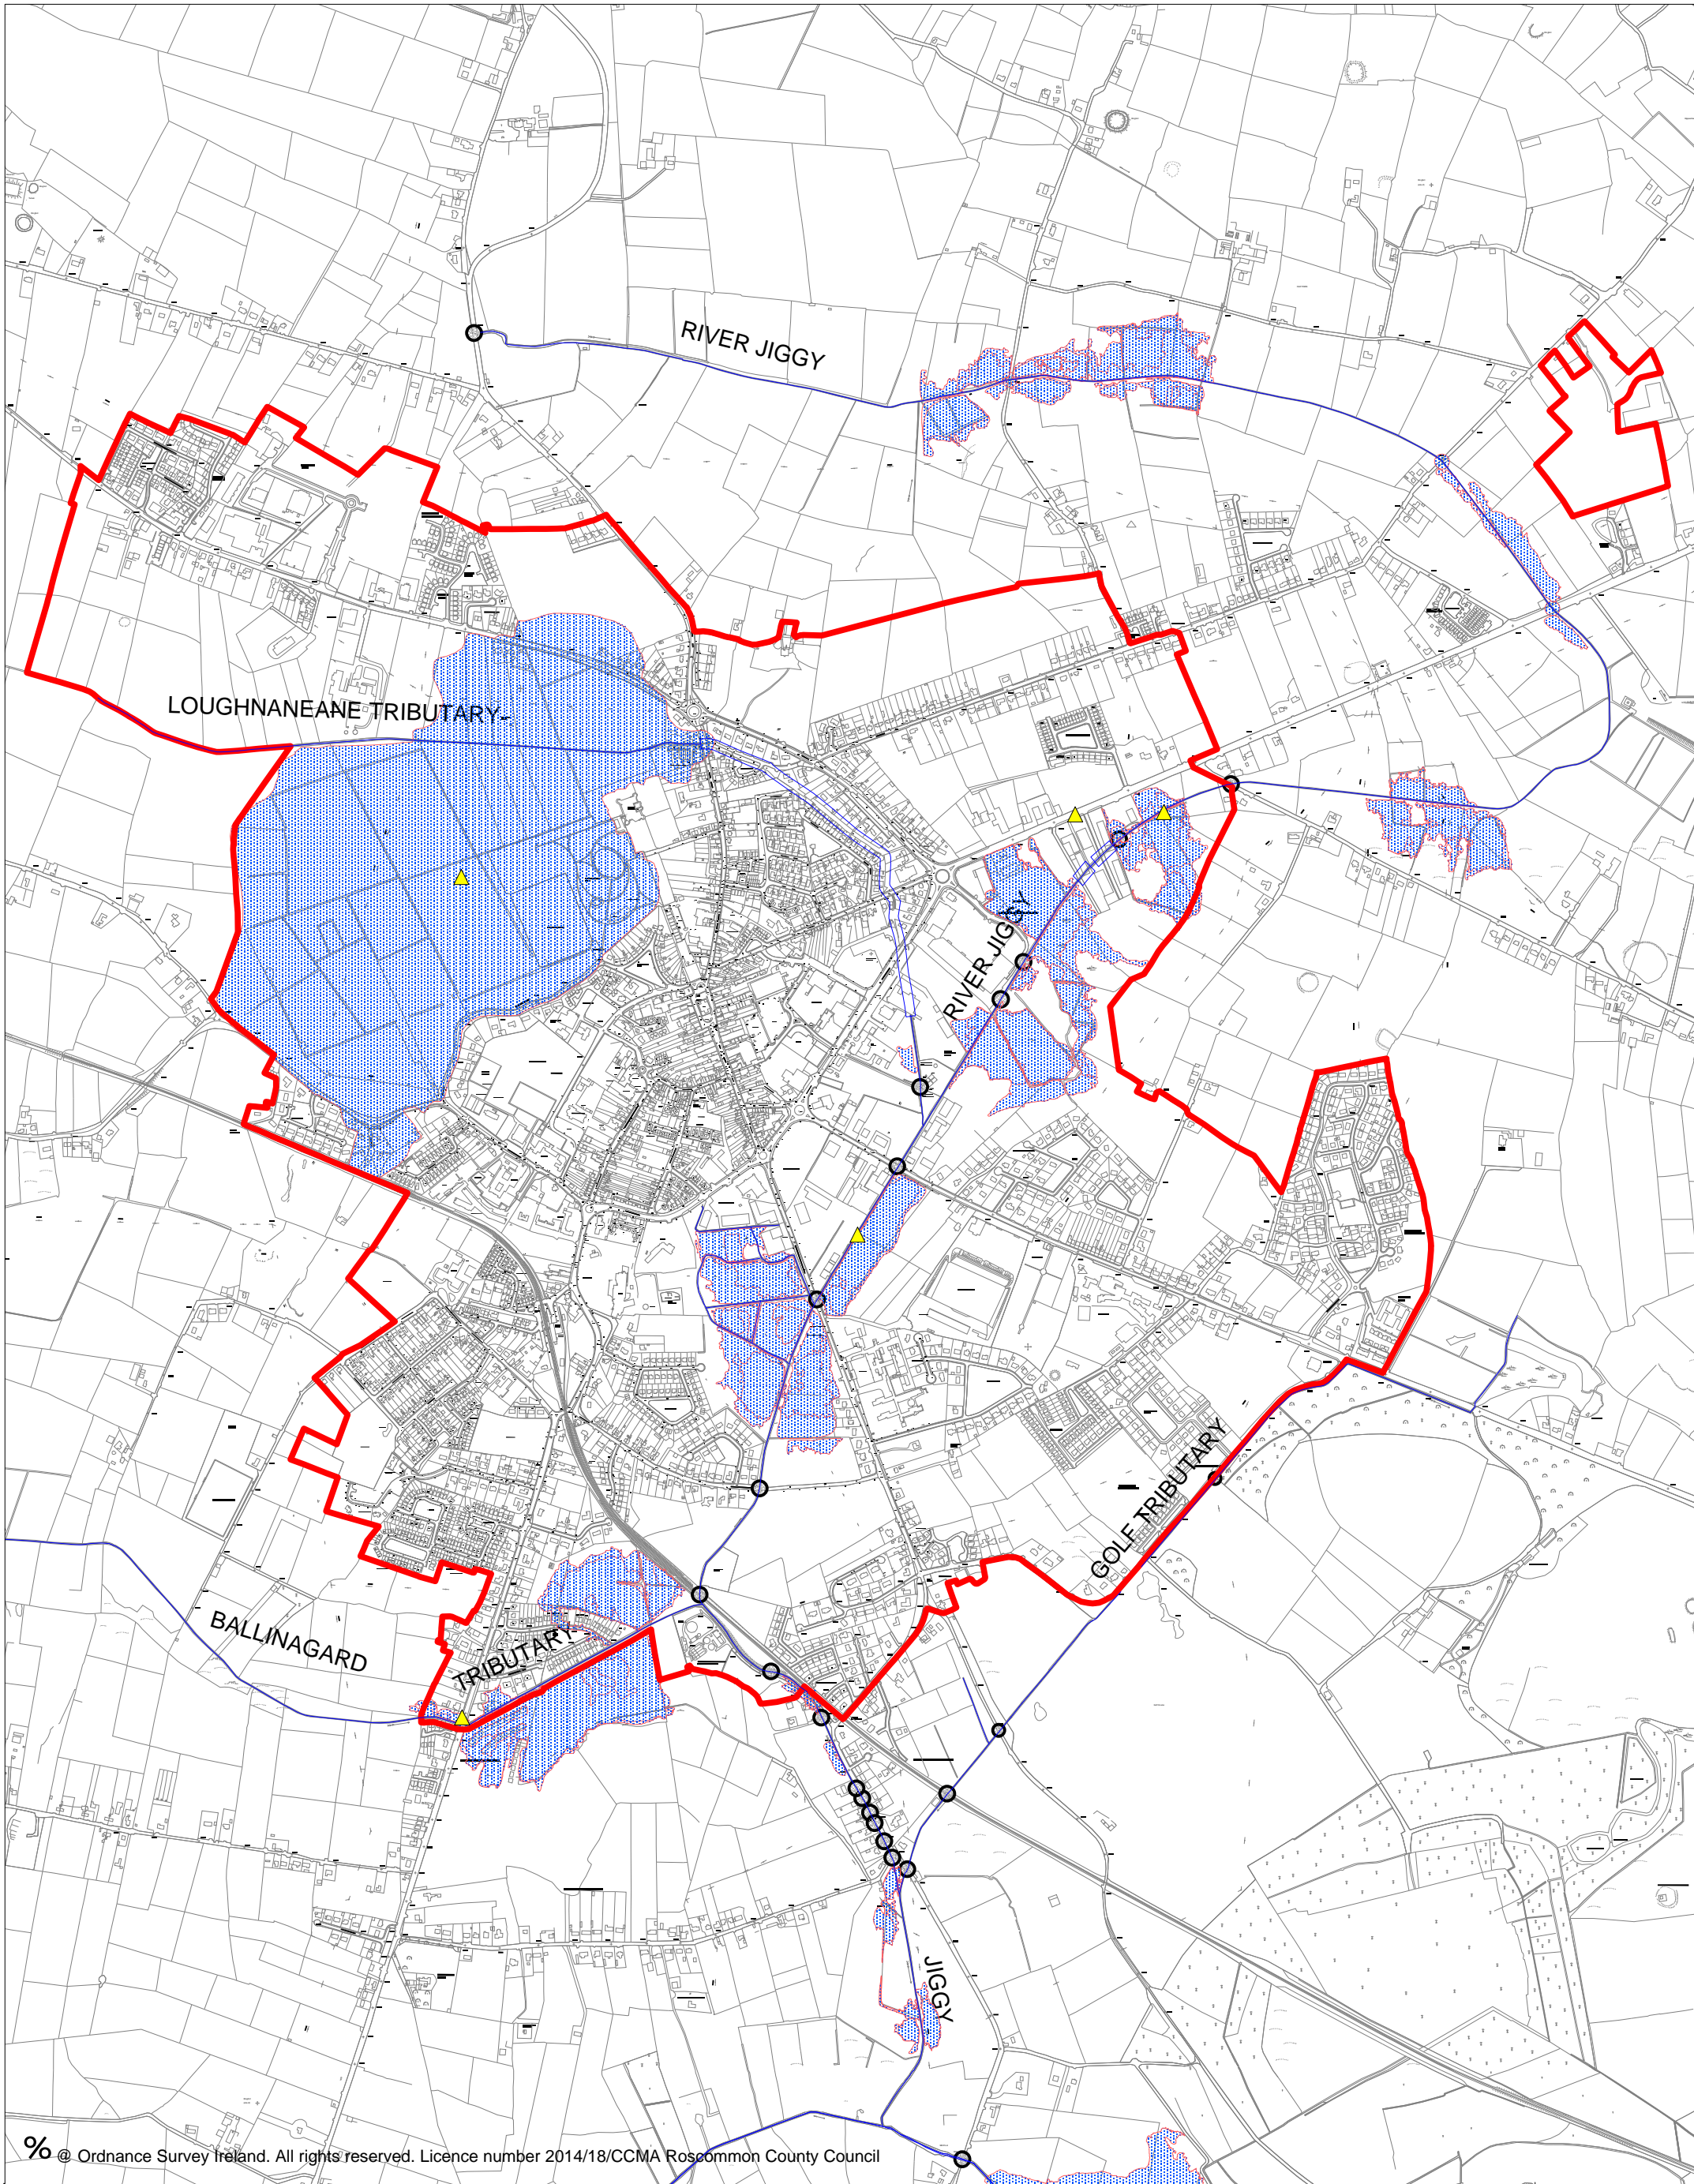 RIVER JIGGY
LOUGHNANEANE TRIBUTARY
RIVER JIGGY
GOLF TRIBUTARY
BALLINAGARD
TRIBUTARY
JIGGY
% @ Ordnance Survey Ireland. All rights reserved. Licence number 2014/18/CCMA Roscommon County Council